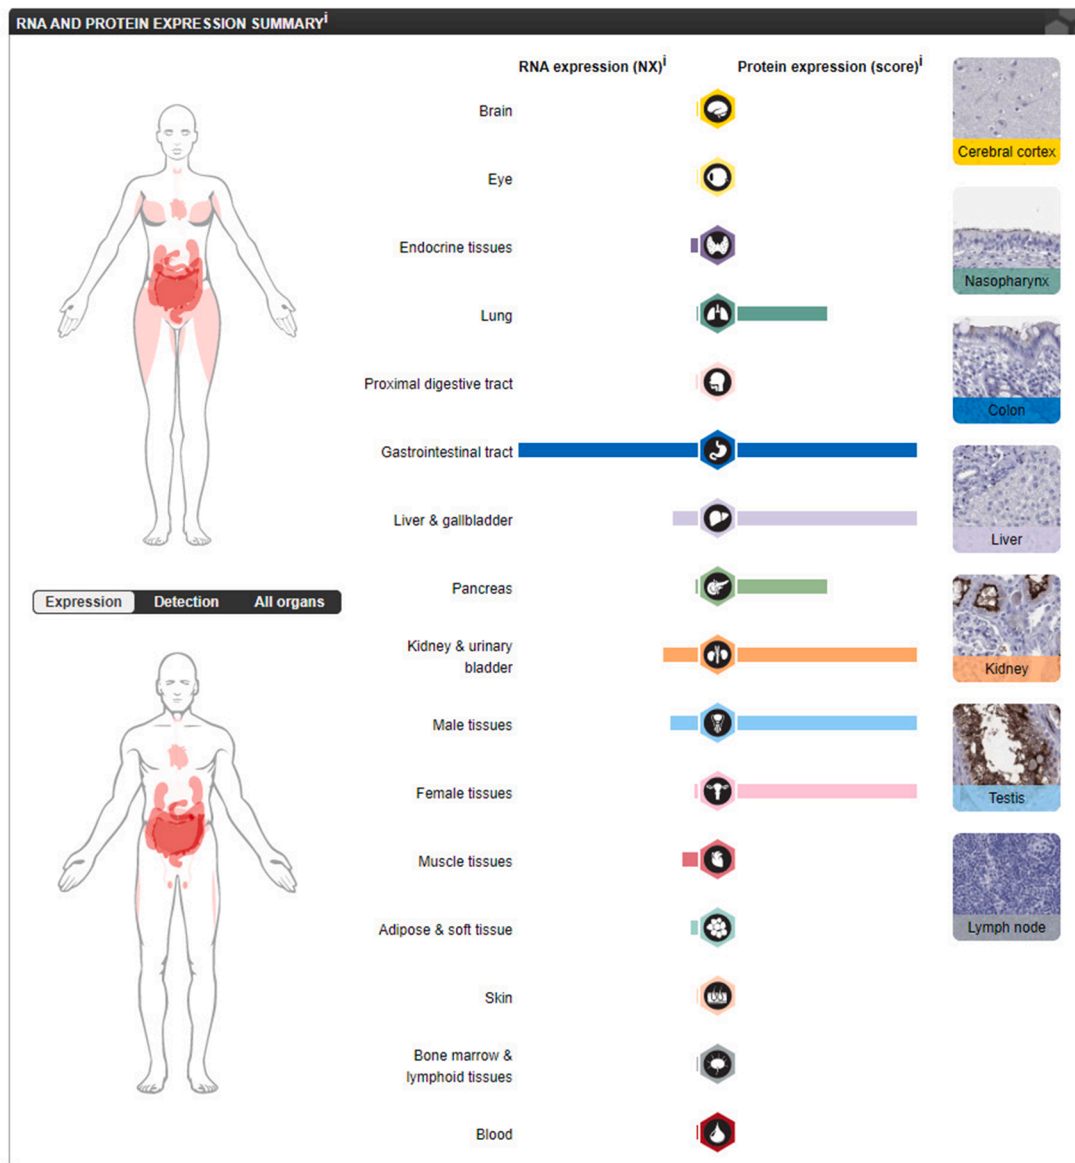 RNA AND PROTEIN EXPRESSION SUMMARYⁱ
RNA expression (NX)ⁱ Protein expression (score)ⁱ
Brain
Cerebral cortex
Eye
Endocrine tissues
Nasopharynx
Lung
Proximal digestive tract
Colon
Gastrointestinal tract
Liver & gallbladder
Liver
Pancreas
Expression Detection All organs
Kidney & urinary
bladder
Kidney
Male tissues
Female tissues
Testis
Muscle tissues
Adipose & soft tissue
Lymph node
Skin
Bone marrow &
lymphoid tissues
Blood